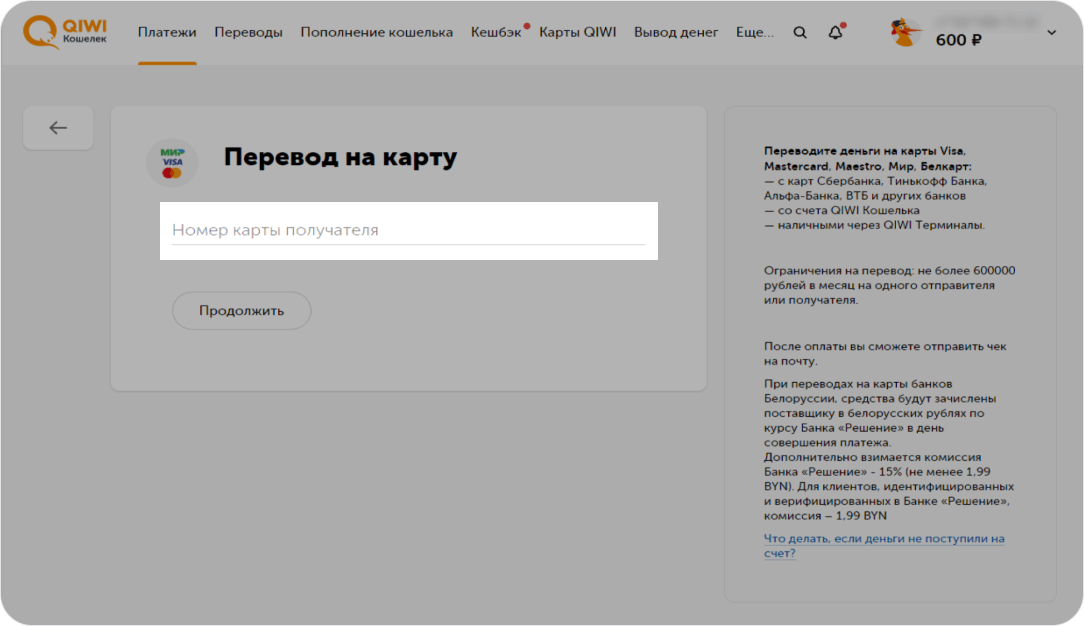 QIWI
Кошелек
Платежи Переводы Пополнение кошелька Кешбэк Карты QIWI Вывод денег Еще...
600 ₽
МИР
VISA
Перевод на карту
Номер карты получателя
Продолжить
Переводите деньги на карты Visa,
Mastercard, Maestro, Мир, Белкарт:
— с карт Сбербанка, Тинькофф Банка,
Альфа-Банка, ВТБ и других банков
— со счета QIWI Кошелька
— наличными через QIWI Терминалы.
Ограничения на перевод: не более 600000
рублей в месяц на одного отправителя
или получателя.
После оплаты вы сможете отправить чек
на почту.
При переводах на карты банков
Белоруссии, средства будут зачислены
поставщику в белорусских рублях по
курсу Банка «Решение» в день
совершения платежа.
Дополнительно взимается комиссия
Банка «Решение» - 15% (не менее 1,99
BYN). Для клиентов, идентифицированных
и верифицированных в Банке «Решение»,
комиссия – 1,99 BYN
Что делать, если деньги не поступили на
счет?